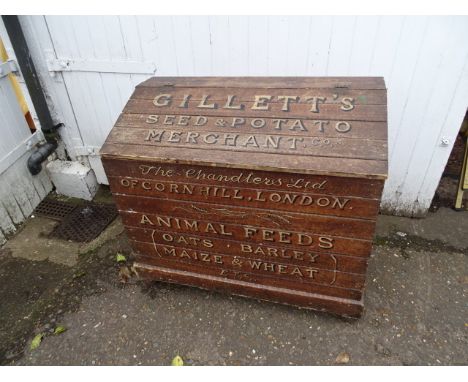 GILLETT'S
SEED & POTATO
MERCHANT. Co.
The Chandlers Ltd
OF CORNHILL, LONDON.
ANIMAL FEEDS
OATS · BARLEY
MAIZE & WHEAT